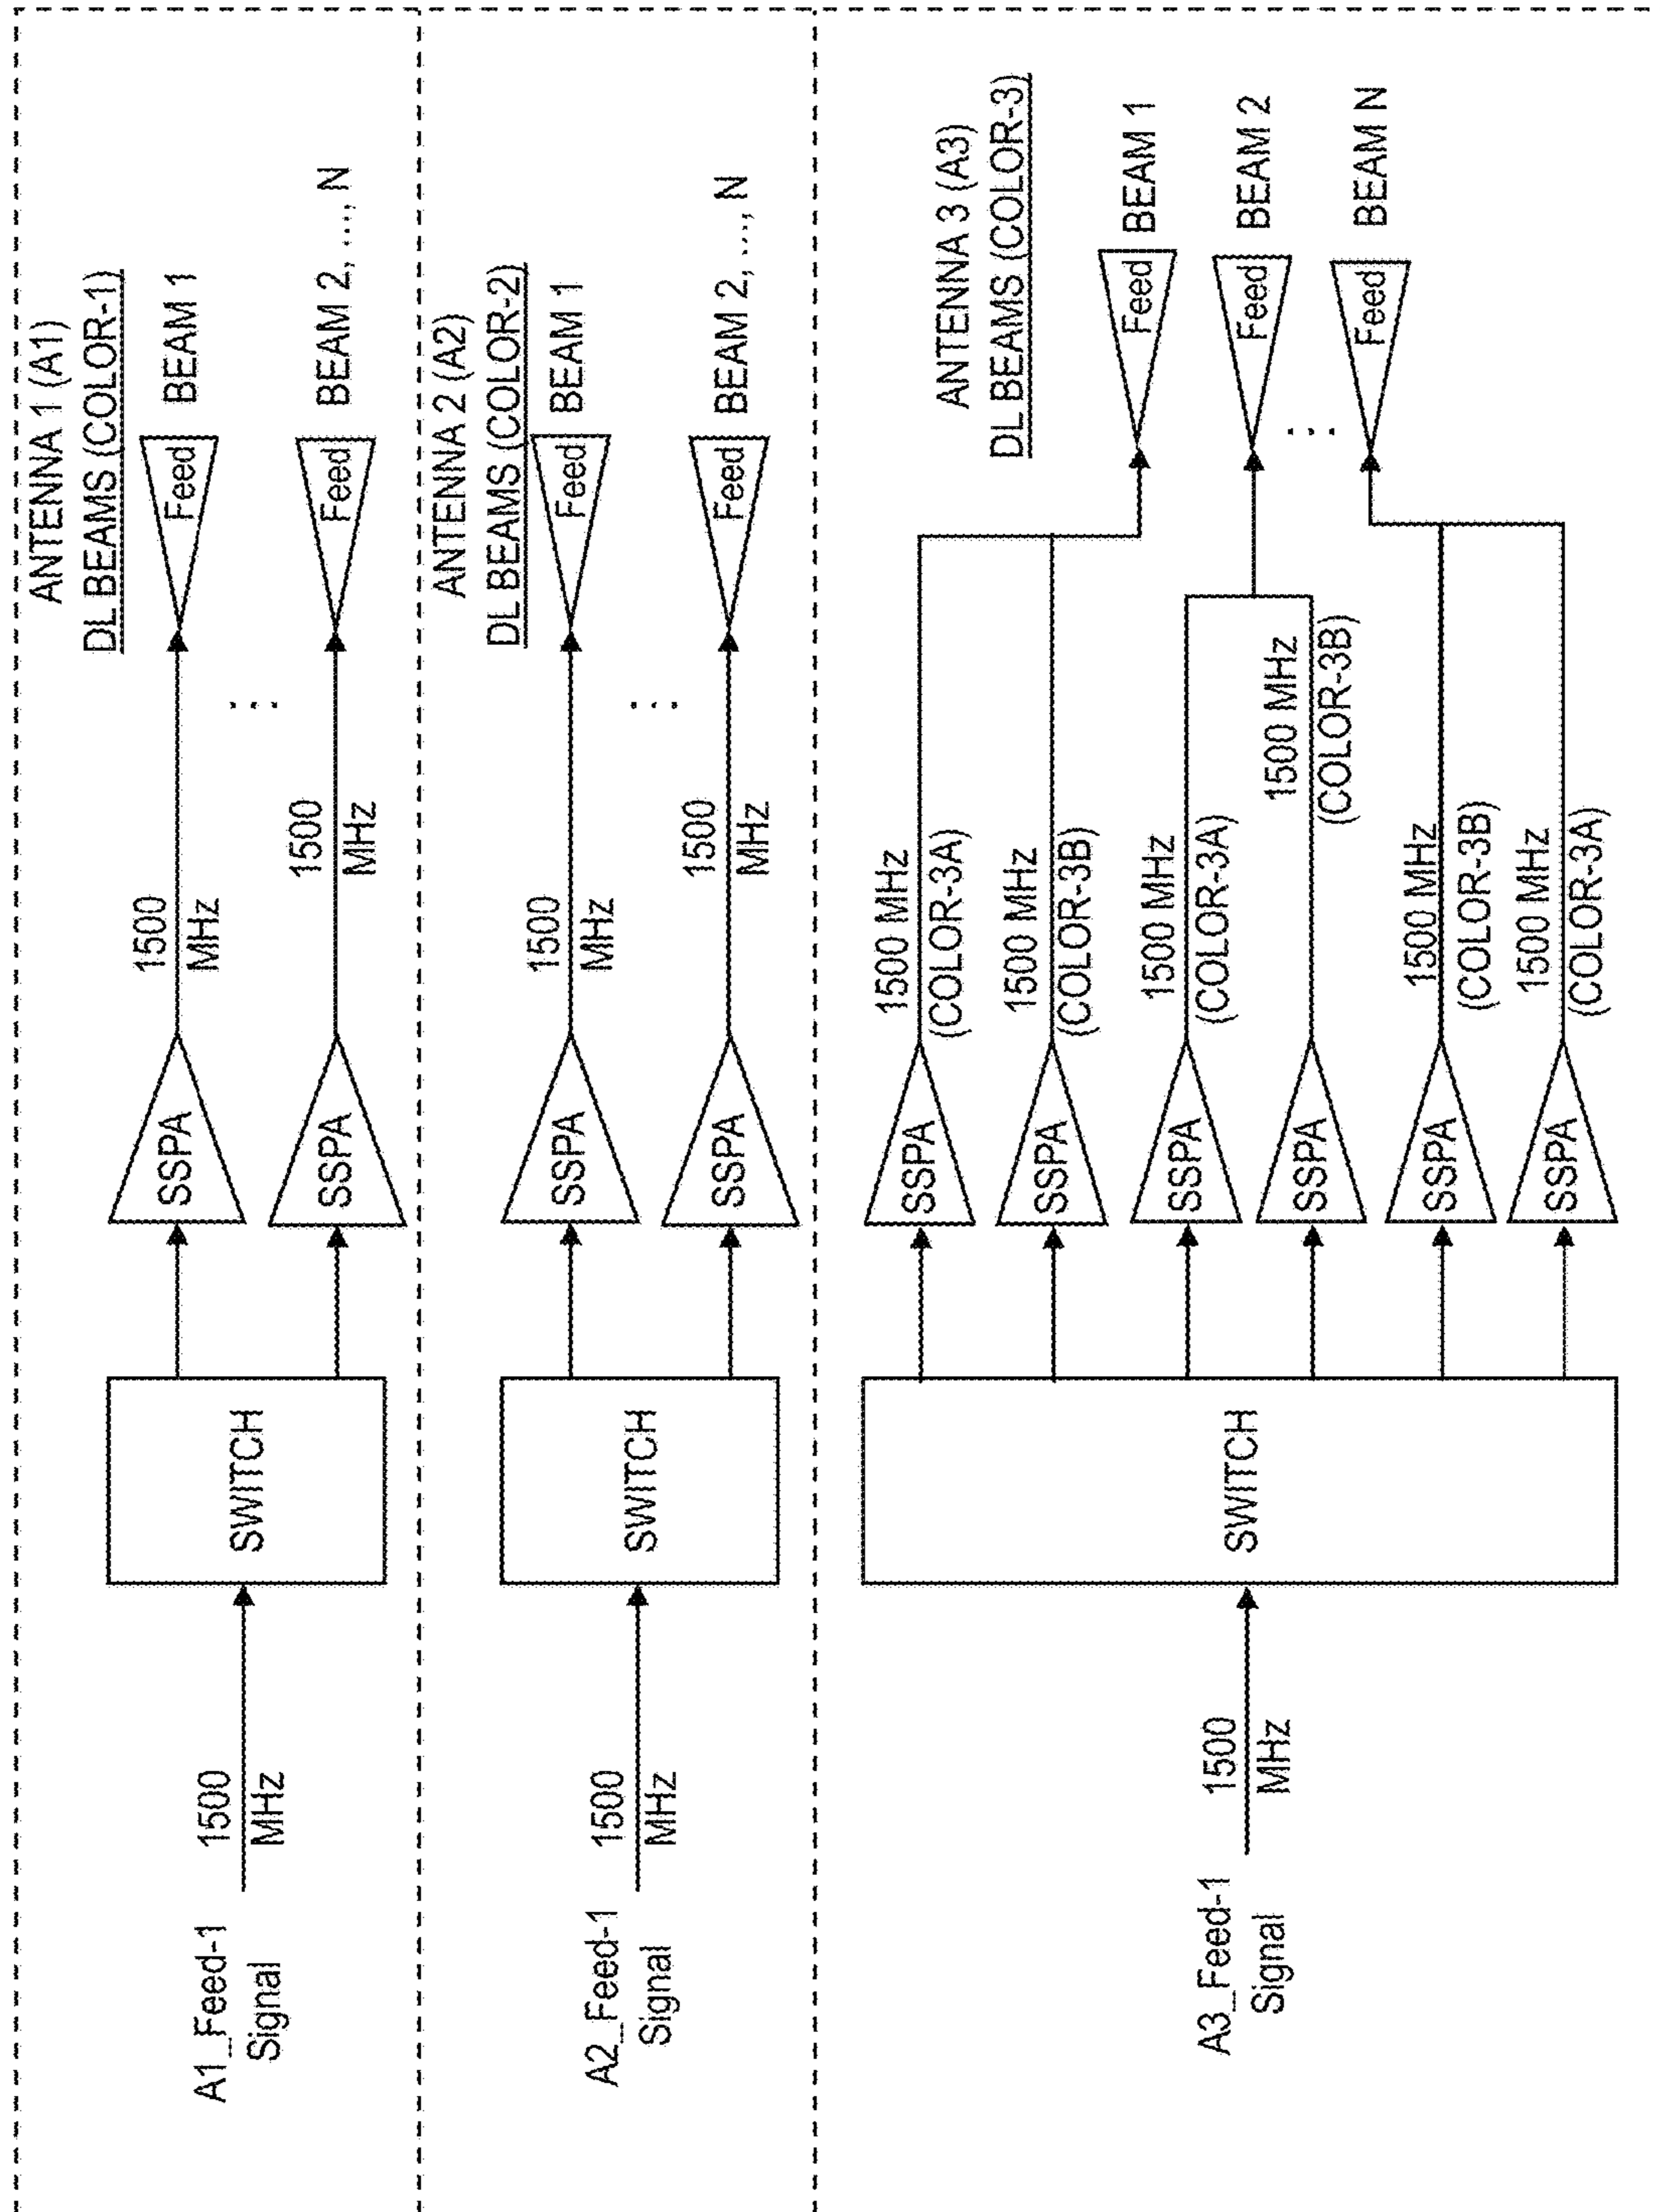 ANTENNA 1 (A1)
DL BEAMS (COLOR-1)
A1_Feed-1
Signal
1500
MHz
SWITCH
SSPA
1500
MHz
Feed
BEAM 1
...
SSPA
1500
MHz
Feed
BEAM 2, ..., N
ANTENNA 2 (A2)
DL BEAMS (COLOR-2)
A2_Feed-1
Signal
1500
MHz
SWITCH
SSPA
1500
MHz
Feed
BEAM 1
...
SSPA
1500
MHz
Feed
BEAM 2, ..., N
ANTENNA 3 (A3)
DL BEAMS (COLOR-3)
A3_Feed-1
Signal
1500
MHz
SWITCH
SSPA
1500 MHz
(COLOR-3A)
SSPA
1500 MHz
(COLOR-3B)
Feed
BEAM 1
SSPA
1500 MHz
(COLOR-3A)
SSPA
1500 MHz
(COLOR-3B)
Feed
BEAM 2
...
SSPA
1500 MHz
(COLOR-3B)
SSPA
1500 MHz
(COLOR-3A)
Feed
BEAM N